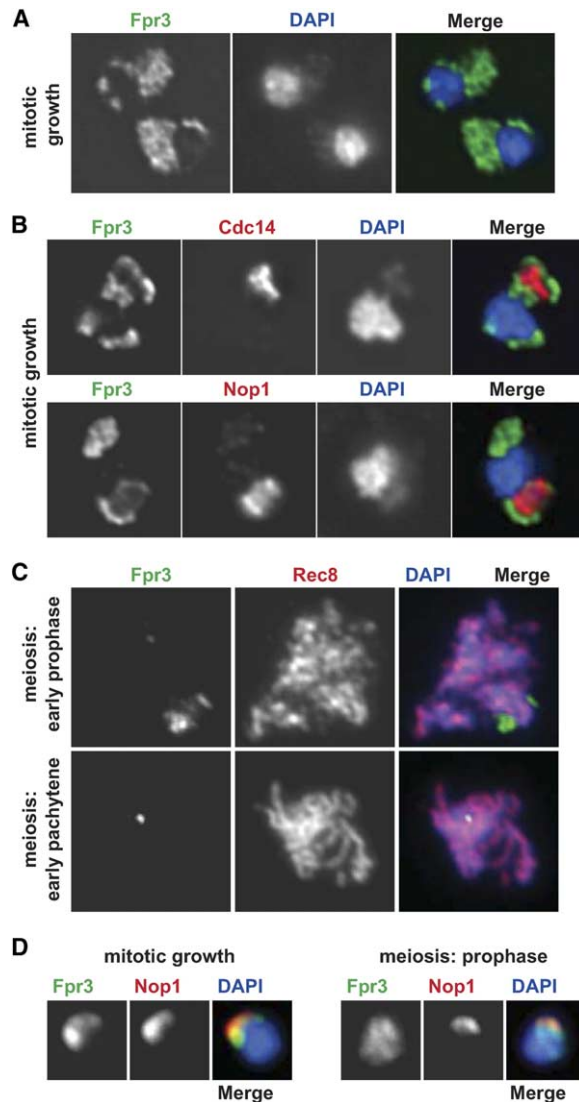 A
Fpr3 DAPI Merge
mitotic
growth
B
Fpr3 Cdc14 DAPI Merge
mitotic growth
Fpr3 Nop1 DAPI Merge
C
Fpr3 Rec8 DAPI Merge
meiosis:
early prophase
meiosis:
early pachytene
D
mitotic growth meiosis: prophase
Fpr3 Nop1 DAPI Fpr3 Nop1 DAPI
Merge Merge